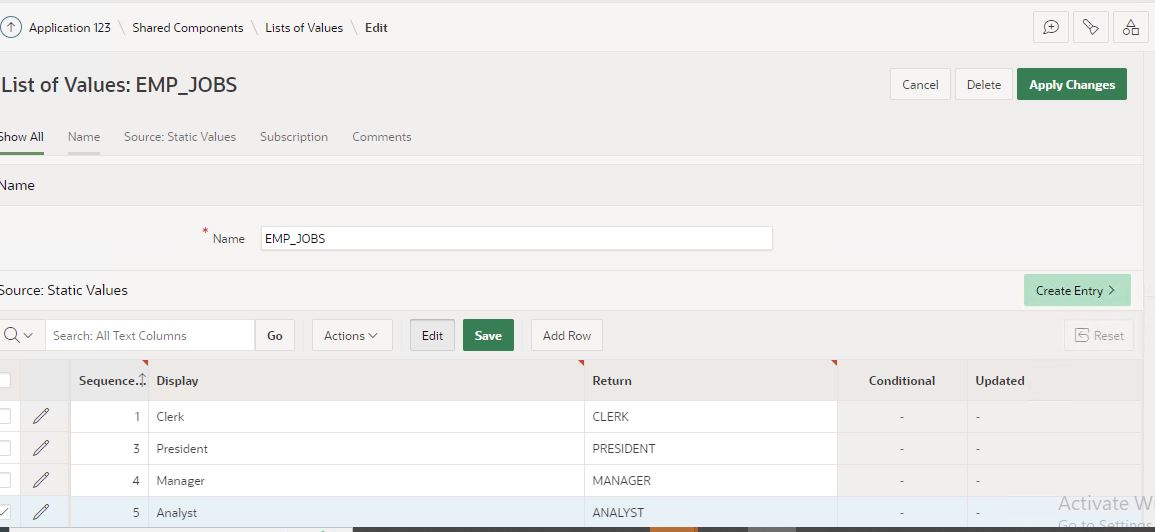 Application 123 \ Shared Components \ Lists of Values \ Edit
List of Values: EMP_JOBS
Cancel Delete Apply Changes
Show All Name Source: Static Values Subscription Comments
Name
* Name EMP_JOBS
Source: Static Values Create Entry >
Search: All Text Columns Go Actions Edit Save Add Row Reset
Sequence.. Display Return Conditional Updated
1 Clerk CLERK - -
3 President PRESIDENT - -
4 Manager MANAGER - -
5 Analyst ANALYST - -
Activate Wi
Go to Settings